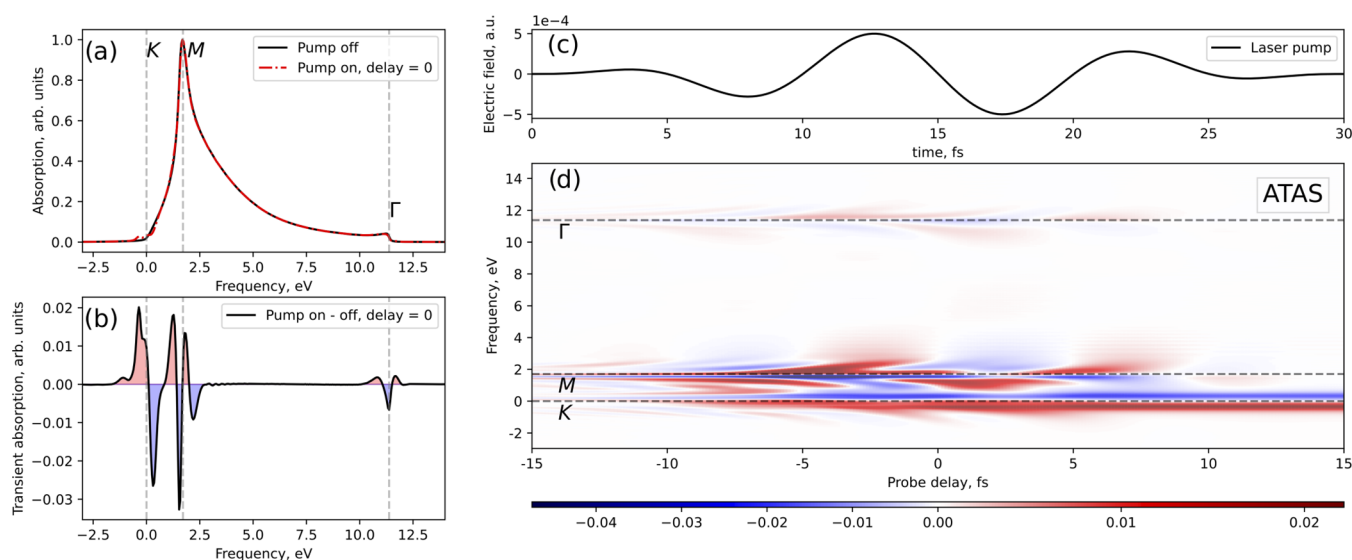 (a)
K
M
Γ
Pump off
Pump on, delay = 0
Absorption, arb. units
1.0
0.8
0.6
0.4
0.2
0.0
−2.5 0.0 2.5 5.0 7.5 10.0 12.5
Frequency, eV
(b)
Pump on - off, delay = 0
Transient absorption, arb. units
0.02
0.01
0.00
−0.01
−0.02
−0.03
−2.5 0.0 2.5 5.0 7.5 10.0 12.5
Frequency, eV
1e−4
(c)
Laser pump
Electric field, a.u.
5
0
−5
0 5 10 15 20 25 30
time, fs
(d)
ATAS
Γ
M
K
Frequency, eV
14
12
10
8
6
4
2
0
-2
-15 -10 -5 0 5 10 15
Probe delay, fs
−0.04 −0.03 −0.02 −0.01 0.00 0.01 0.02